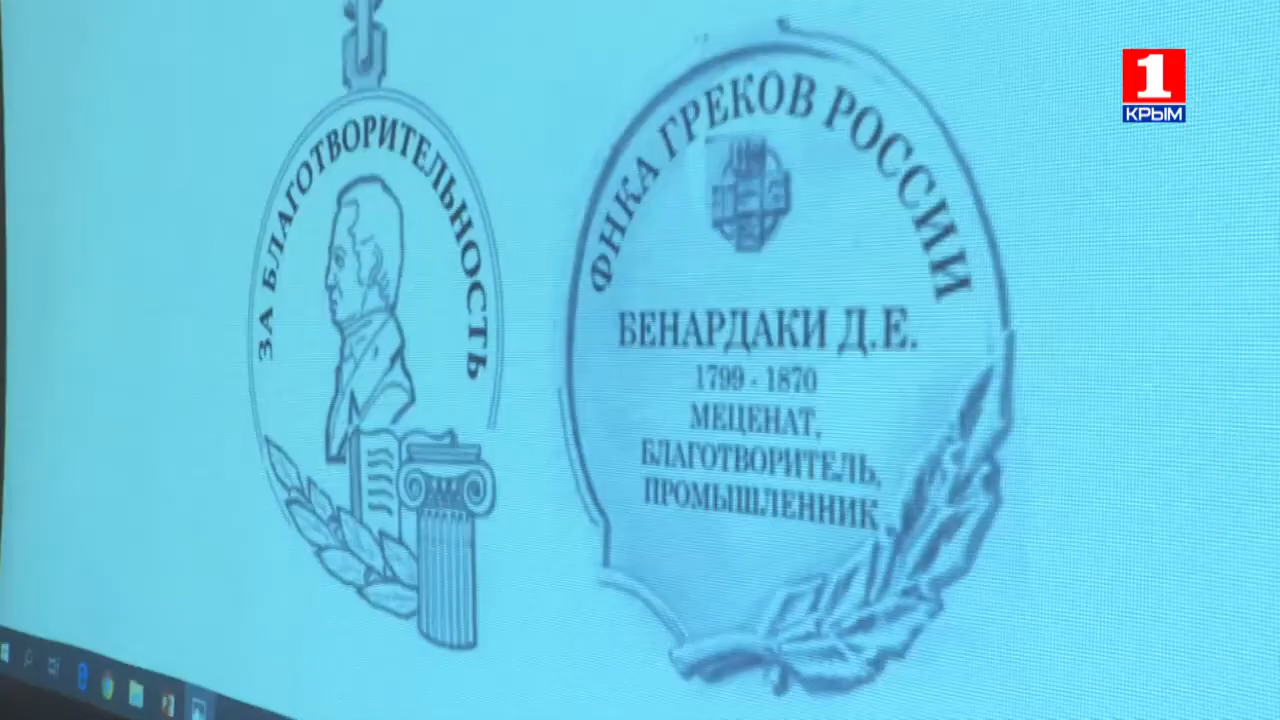 ЗА БЛАГОТВОРИТЕЛЬНОСТЬ
ФНКА ГРЕКОВ РОССИИ
БЕНАРДАКИ Д.Е.
1799 - 1870
МЕЦЕНАТ,
БЛАГОТВОРИТЕЛЬ,
ПРОМЫШЛЕННИК
1
КРЫМ